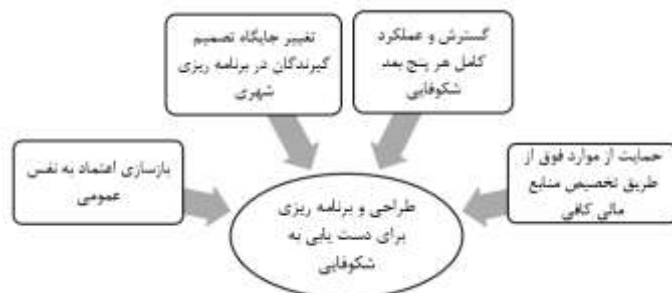 گسترش و عملکرد
کامل هر پنج بعد
شکوفایی
تغییر جایگاه تصمیم
گیرندگان در برنامه ریزی
شهری
حمایت از موارد فوق از
طریق تخصیص منابع
مالی کافی
بازسازی اعتماد به نفس
عمومی
طراحی و برنامه ریزی
برای دست یابی به
شکوفایی